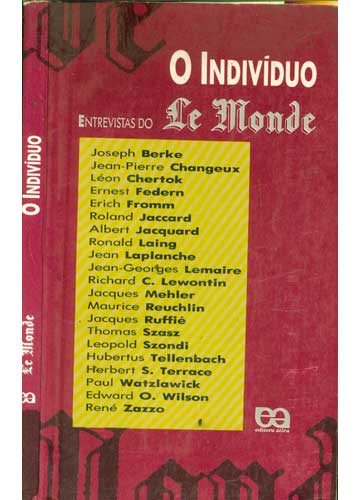 O INDIVÍDUO
ENTREVISTAS DO Le Monde
Joseph Berke
Jean-Pierre Changeux
Léon Chertok
Ernest Federn
Erich Fromm
Roland Jaccard
Albert Jacquard
Ronald Laing
Jean Laplanche
Jean-Georges Lemaire
Richard C. Lewontin
Jacques Mehler
Maurice Reuchlin
Jacques Ruffié
Thomas Szasz
Leopold Szondi
Hubertus Tellenbach
Herbert S. Terrace
Paul Watzlawick
Edward O. Wilson
René Zazzo
editora ática
O INDIVÍDUO
Le Monde